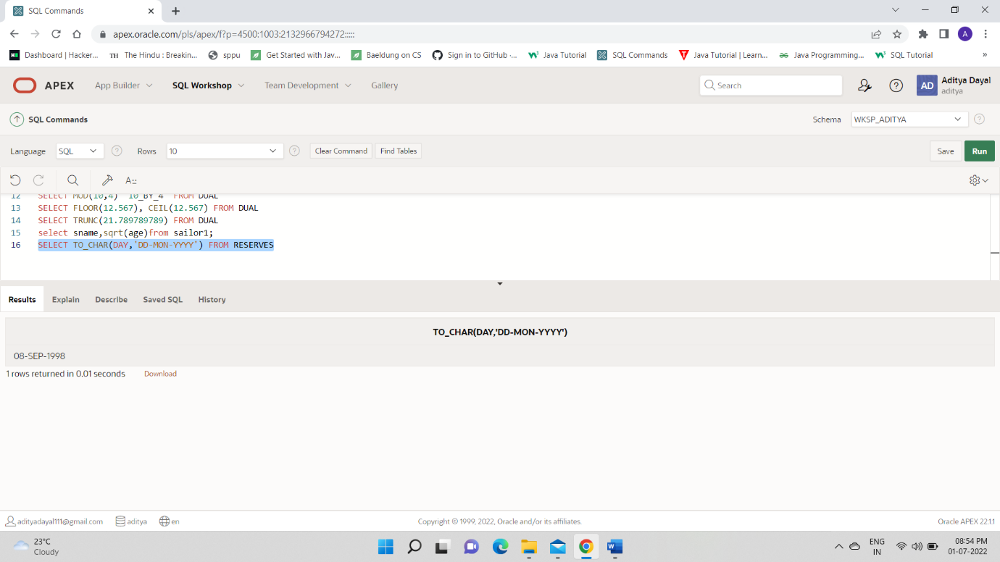 SQL Commands
apex.oracle.com/pls/apex/f?p=4500:1003:2132966794272:::::
A
Dashboard | Hacker... TH The Hindu : Breakin... sppu Get Started with Jav... Baeldung on CS Sign in to GitHub ·... Java Tutorial SQL Commands Java Tutorial | Learn... Java Programming... SQL Tutorial »
APEX App Builder SQL Workshop Team Development Gallery Search AD Aditya Dayal
aditya
SQL Commands Schema WKSP_ADITYA
Language SQL Rows 10 Clear Command Find Tables Save Run
12 SELECT MOD(10,4) "10_BY_4" FROM DUAL
13 SELECT FLOOR(12.567), CEIL(12.567) FROM DUAL
14 SELECT TRUNC(21.789789789) FROM DUAL
15 select sname,sqrt(age)from sailor1;
16 SELECT TO_CHAR(DAY,'DD-MON-YYYY') FROM RESERVES
Results Explain Describe Saved SQL History
TO_CHAR(DAY,'DD-MON-YYYY')
08-SEP-1998
1 rows returned in 0.01 seconds Download
adityadayal111@gmail.com aditya en Copyright © 1999, 2022, Oracle and/or its affiliates. Oracle APEX 22.1.1
23°C
Cloudy
ENG
IN
08:54 PM
01-07-2022